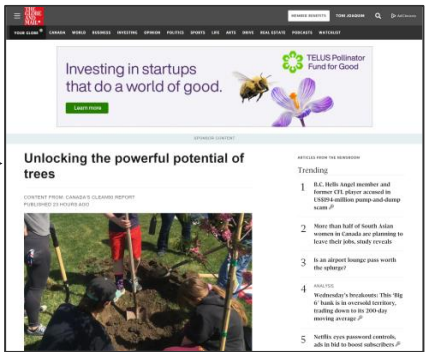 THE
GLOBE
AND
MAIL*
MEMBER BENEFITS
YOUR GLOBE
CANADA WORLD BUSINESS INVESTING OPINION POLITICS SPORTS LIFE ARTS DRIVE REAL ESTATE PODCASTS WATCHLIST
Investing in startups
that do a world of good.
Learn more
TELUS Pollinator
Fund for Good
SPONSOR CONTENT
Unlocking the powerful potential of
trees
CONTENT FROM: CANADA'S CLEAN50 REPORT
PUBLISHED 23 HOURS AGO
ARTICLES FROM THE NEWSROOM
Trending
1 B.C. Hells Angel member and
former CFL player accused in
US$194-million pump-and-dump
scam
2 More than half of South Asian
women in Canada are planning to
leave their jobs, study reveals
3 Is an airport lounge pass worth
the splurge?
4 ANALYSIS
Wednesday's breakouts: This 'Big
6' bank is in oversold territory,
trading down to its 200-day
moving average
5 Netflix eyes password controls,
ads in bid to boost subscribers